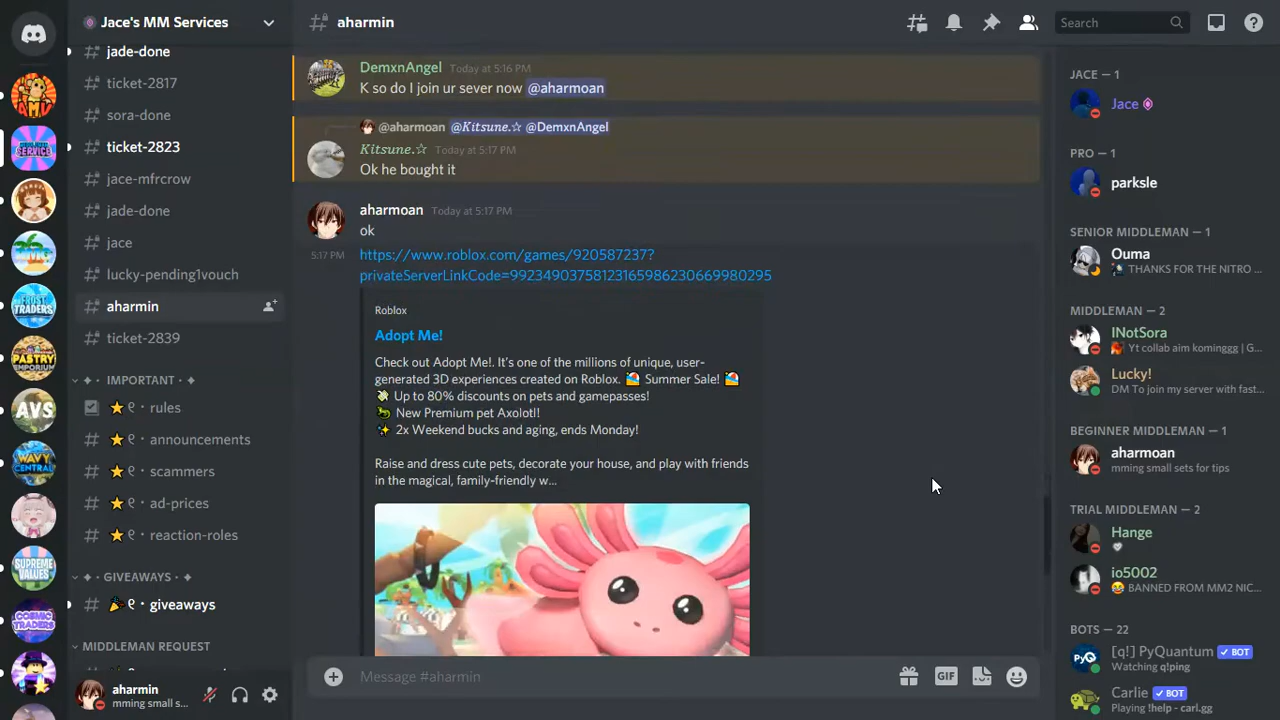 Jace's MM Services
jade-done
ticket-2817
sora-done
ticket-2823
jace-mfrcrow
jade-done
jace
lucky-pending1vouch
aharmin
ticket-2839
IMPORTANT
rules
announcements
scammers
ad-prices
reaction-roles
GIVEAWAYS
giveaways
MIDDLEMAN REQUEST
aharmin
mming small s...
aharmin
Search
DemxnAngel Today at 5:16 PM
K so do I join ur sever now @aharmoan
@aharmoan @Kitsune.☆ @DemxnAngel
Kitsune.☆ Today at 5:17 PM
Ok he bought it
aharmoan Today at 5:17 PM
ok
5:17 PM https://www.roblox.com/games/920587237?
privateServerLinkCode=99234903758123165986230669980295
Roblox
Adopt Me!
Check out Adopt Me!. It's one of the millions of unique, user-
generated 3D experiences created on Roblox. 🏖 Summer Sale! 🏖
💸 Up to 80% discounts on pets and gamepasses!
🦎 New Premium pet Axolotl!
✨ 2x Weekend bucks and aging, ends Monday!
Raise and dress cute pets, decorate your house, and play with friends
in the magical, family-friendly w...
Message #aharmin
GIF
JACE — 1
Jace
PRO — 1
parksle
SENIOR MIDDLEMAN — 1
Ouma
THANKS FOR THE NITRO ...
MIDDLEMAN — 2
INotSora
Yt collab aim kominggg | G...
Lucky!
DM To join my server with fast...
BEGINNER MIDDLEMAN — 1
aharmoan
mming small sets for tips
TRIAL MIDDLEMAN — 2
Hange
io5002
😂 BANNED FROM MM2 NIC...
BOTS — 22
[q!] PyQuantum ✓ BOT
Watching q!ping
Carlie ✓ BOT
Playing !help - carl.gg